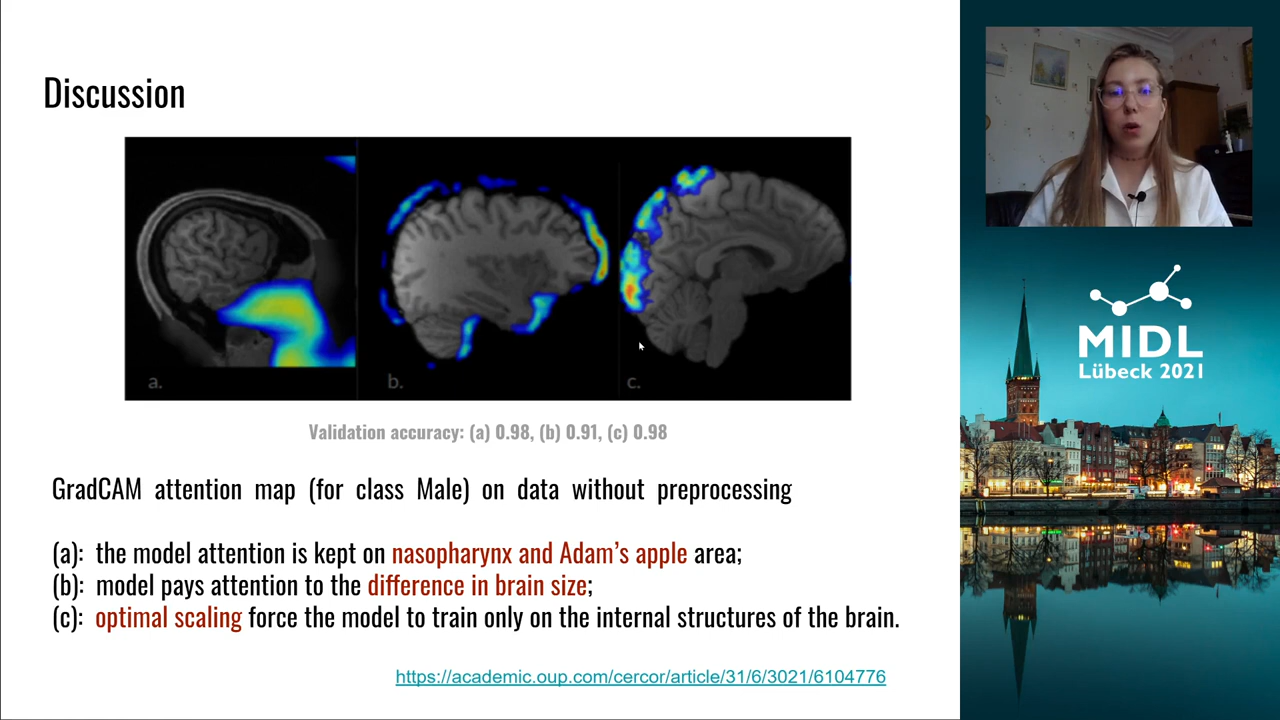 Discussion
a.
b.
c.
Validation accuracy: (a) 0.98, (b) 0.91, (c) 0.98
GradCAM attention map (for class Male) on data without preprocessing
(a): the model attention is kept on nasopharynx and Adam’s apple area;
(b): model pays attention to the difference in brain size;
(c): optimal scaling force the model to train only on the internal structures of the brain.
https://academic.oup.com/cercor/article/31/6/3021/6104776
MIDL
Lübeck 2021